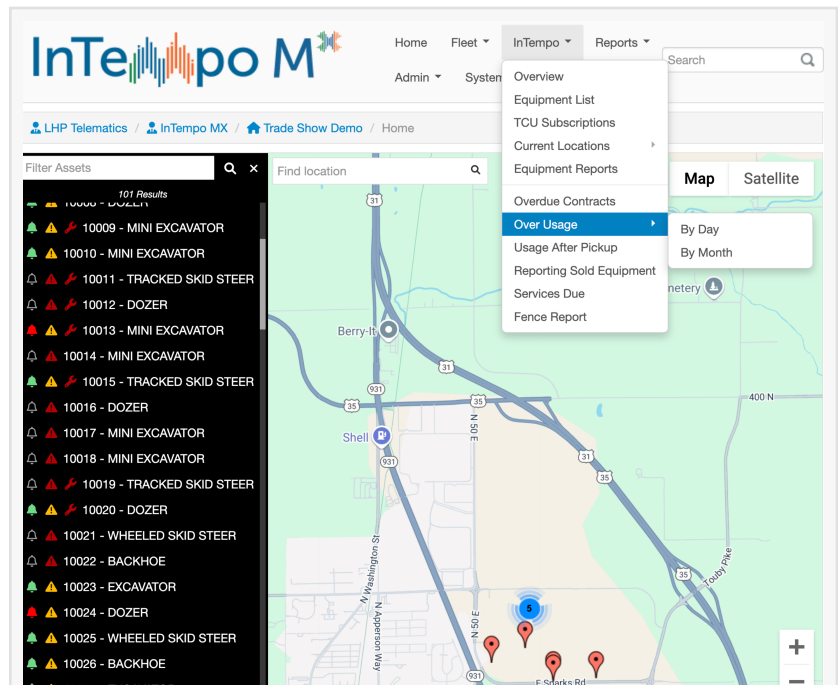 InTempo MX
Home
Fleet
InTempo
Reports
Search
Admin
System
LHP Telematics / InTempo MX / Trade Show Demo / Home
Overview
Equipment List
TCU Subscriptions
Current Locations
Equipment Reports
Overdue Contracts
Over Usage
Usage After Pickup
Reporting Sold Equipment
Services Due
Fence Report
By Day
By Month
Filter Assets
101 Results
10008 - DOZER
10009 - MINI EXCAVATOR
10010 - MINI EXCAVATOR
10011 - TRACKED SKID STEER
10012 - DOZER
10013 - MINI EXCAVATOR
10014 - MINI EXCAVATOR
10015 - TRACKED SKID STEER
10016 - DOZER
10017 - MINI EXCAVATOR
10018 - MINI EXCAVATOR
10019 - TRACKED SKID STEER
10020 - DOZER
10021 - WHEELED SKID STEER
10022 - BACKHOE
10023 - EXCAVATOR
10024 - DOZER
10025 - WHEELED SKID STEER
10026 - BACKHOE
Find location
Map
Satellite
31
metery
Berry-It
31
931
35
35
400 N
N 50 E
Shell
931
31
35
N Washington St
35
Touby Pike
5
N Apperson Way
N 50 E
931
E Sparks Rd